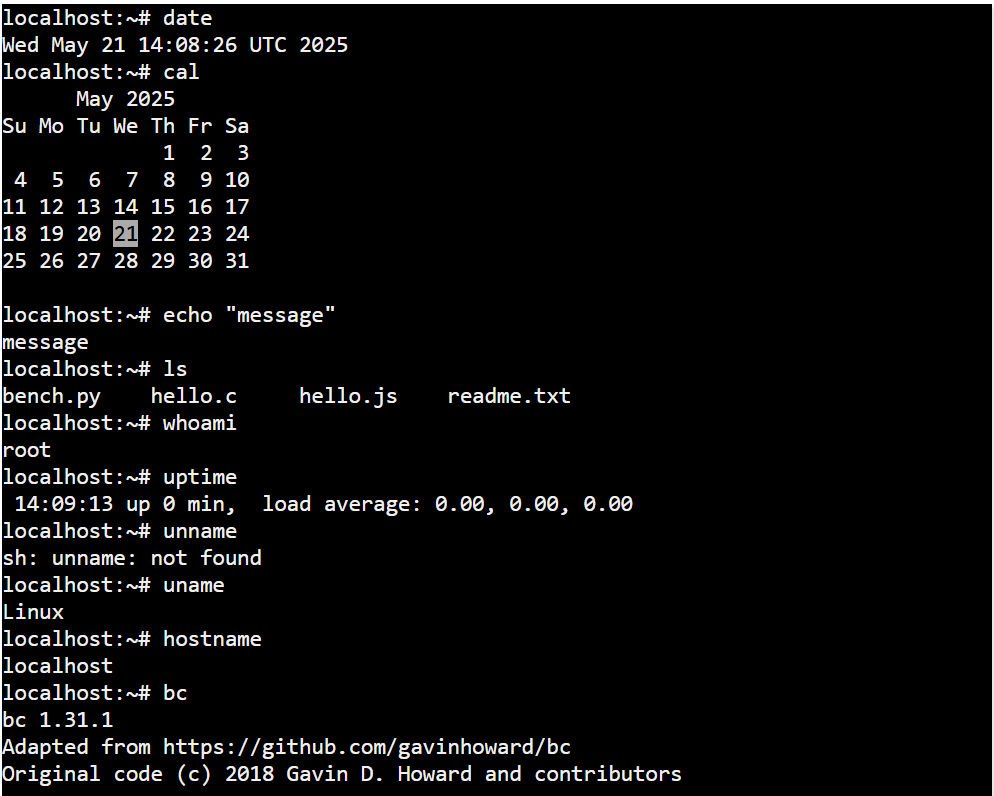 localhost:~# date
Wed May 21 14:08:26 UTC 2025
localhost:~# cal
      May 2025
Su Mo Tu We Th Fr Sa
             1  2  3
 4  5  6  7  8  9 10
11 12 13 14 15 16 17
18 19 20 21 22 23 24
25 26 27 28 29 30 31

localhost:~# echo "message"
message
localhost:~# ls
bench.py    hello.c     hello.js    readme.txt
localhost:~# whoami
root
localhost:~# uptime
 14:09:13 up 0 min,  load average: 0.00, 0.00, 0.00
localhost:~# unname
sh: unname: not found
localhost:~# uname
Linux
localhost:~# hostname
localhost
localhost:~# bc
bc 1.31.1
Adapted from https://github.com/gavinhoward/bc
Original code (c) 2018 Gavin D. Howard and contributors